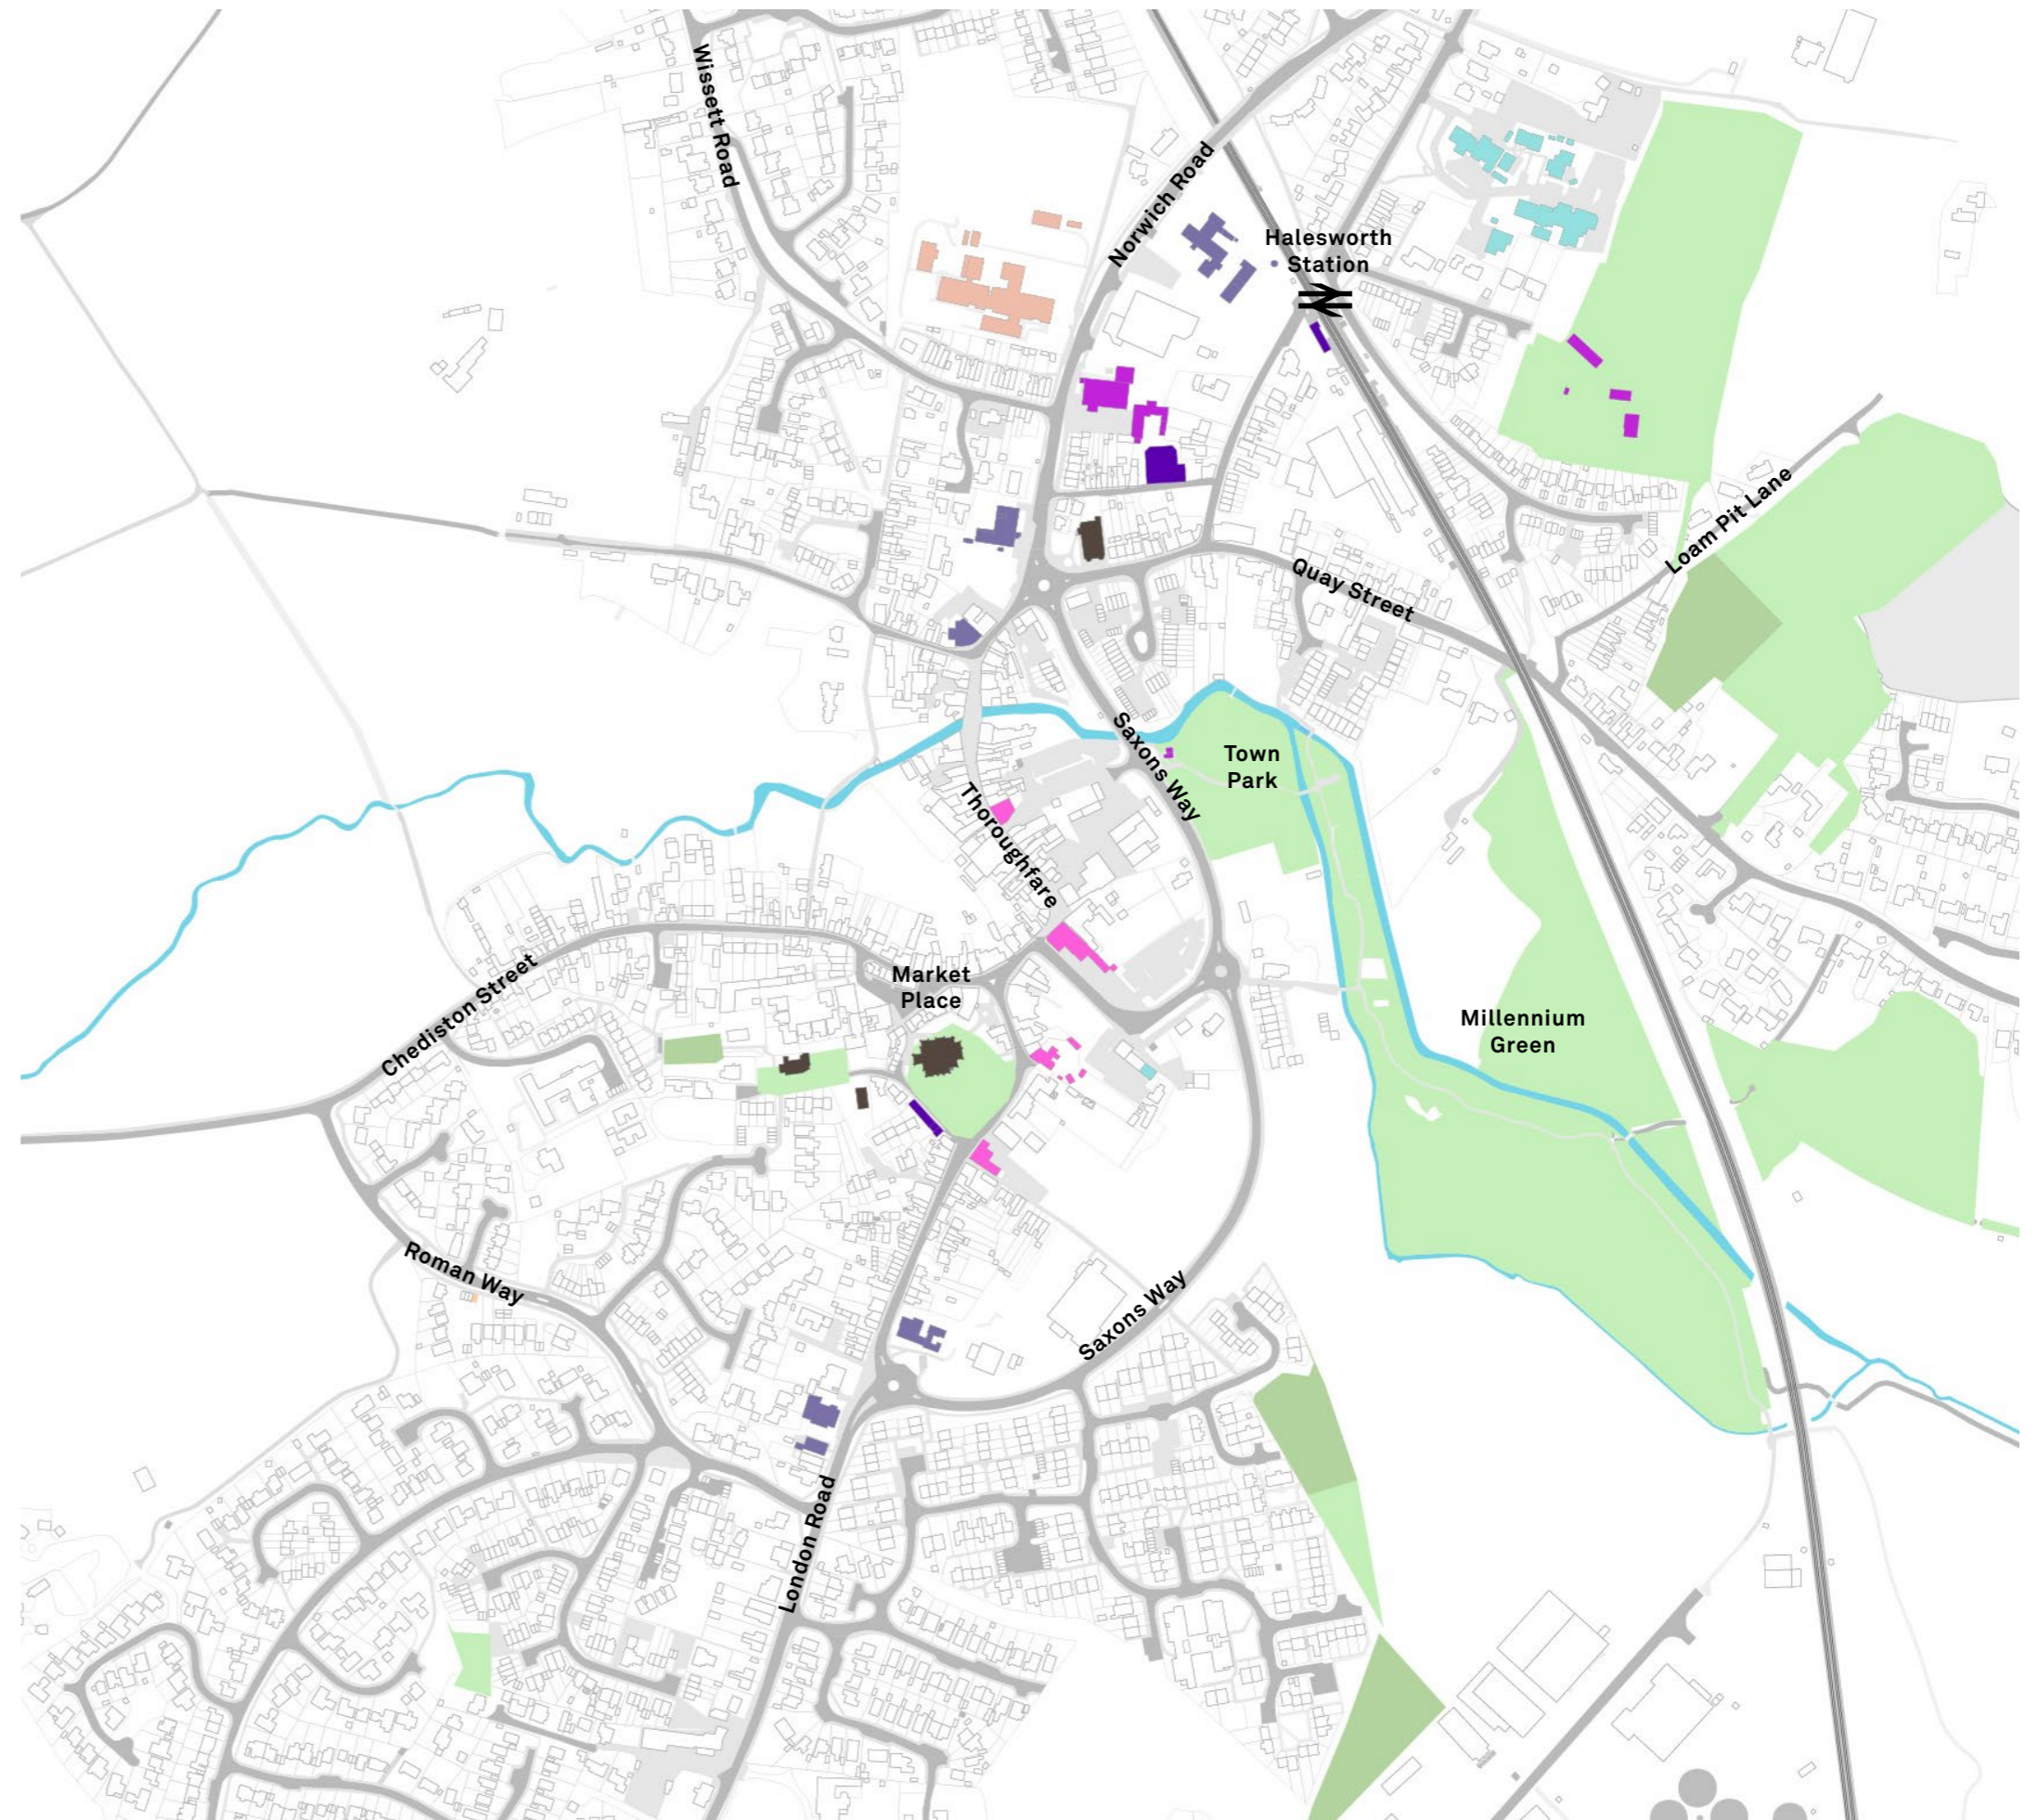 Wissett Road
Norwich Road
Halesworth
Station
Loam Pit Lane
Quay Street
Saxons Way
Town
Park
Thoroughfare
Market
Place
Chediston Street
Millennium
Green
Roman Way
Saxons Way
London Road